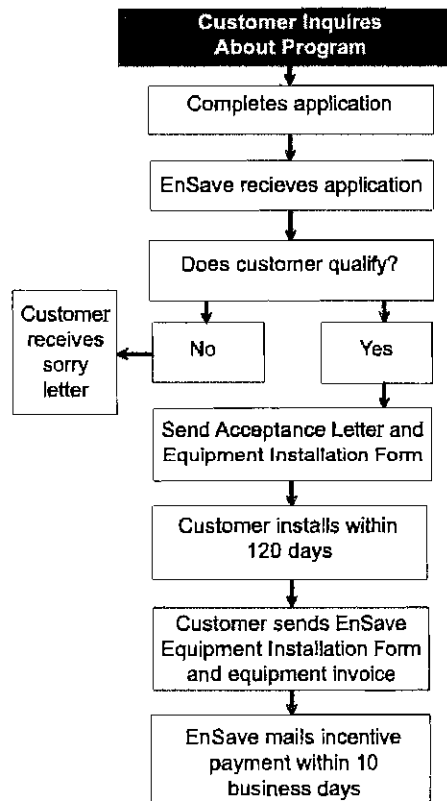 Customer Inquires
About Program
Completes application
EnSave recieves application
Does customer qualify?
Customer
receives
sorry
letter
No
Yes
Send Acceptance Letter and
Equipment Installation Form
Customer installs within
120 days
Customer sends EnSave
Equipment Installation Form
and equipment invoice
EnSave mails incentive
payment within 10
business days